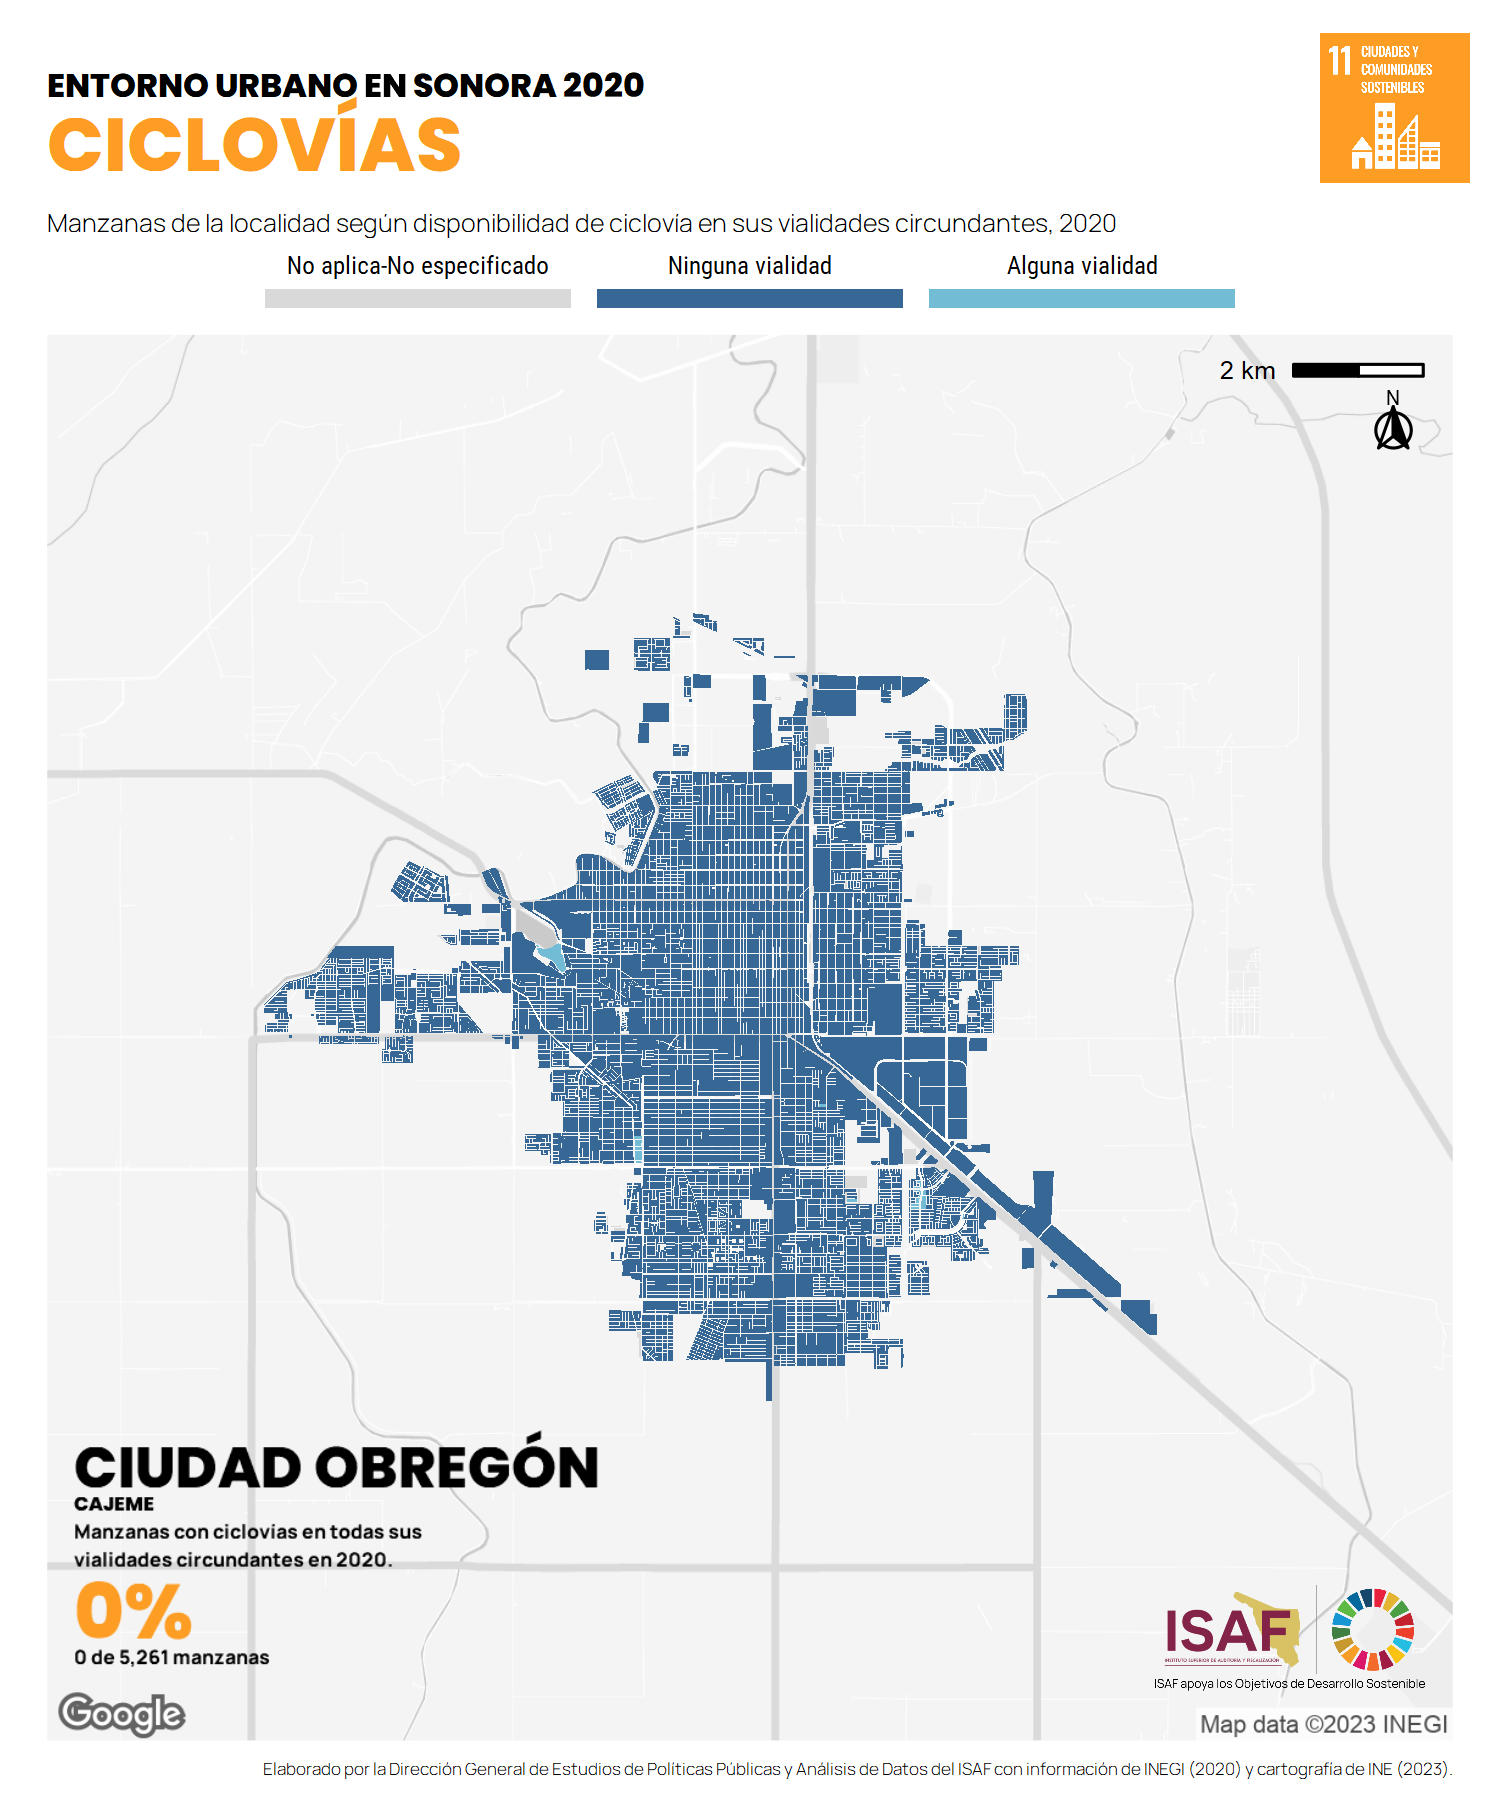 ENTORNO URBANO EN SONORA 2020
CICLOVÍAS
11 CIUDADES Y
COMUNIDADES
SOSTENIBLES
Manzanas de la localidad según disponibilidad de ciclovía en sus vialidades circundantes, 2020
No aplica-No especificado
Ninguna vialidad
Alguna vialidad
2 km
N
CIUDAD OBREGÓN
CAJEME
Manzanas con ciclovias en todas sus
vialidades circundantes en 2020.
0%
0 de 5,261 manzanas
Google
ISAF
INSTITUTO SUPERIOR DE AUDITORÍA Y FISCALIZACIÓN
ISAF apoya los Objetivos de Desarrollo Sostenible
Map data ©2023 INEGI
Elaborado por la Dirección General de Estudios de Políticas Públicas y Análisis de Datos del ISAF con información de INEGI (2020) y cartografía de INE (2023).